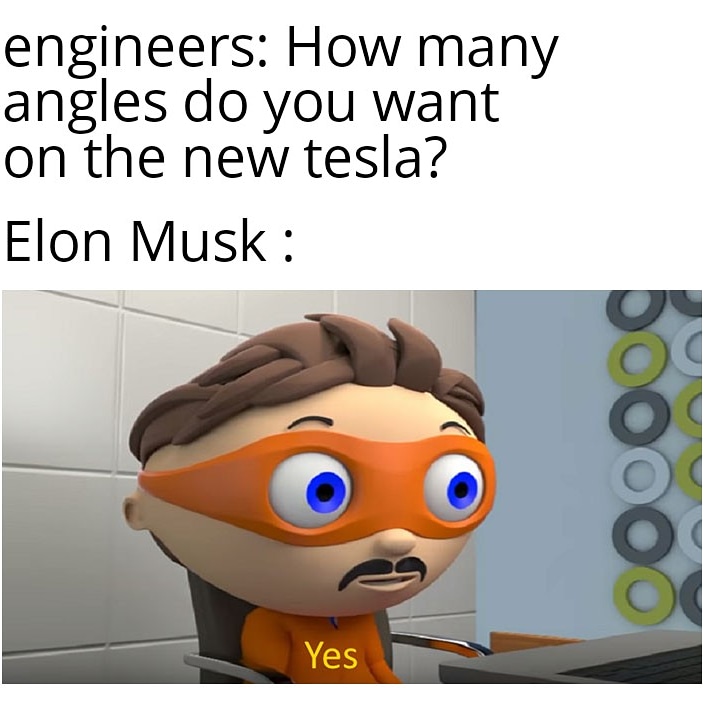 engineers: How many
angles do you want
on the new tesla?
Elon Musk :
Yes